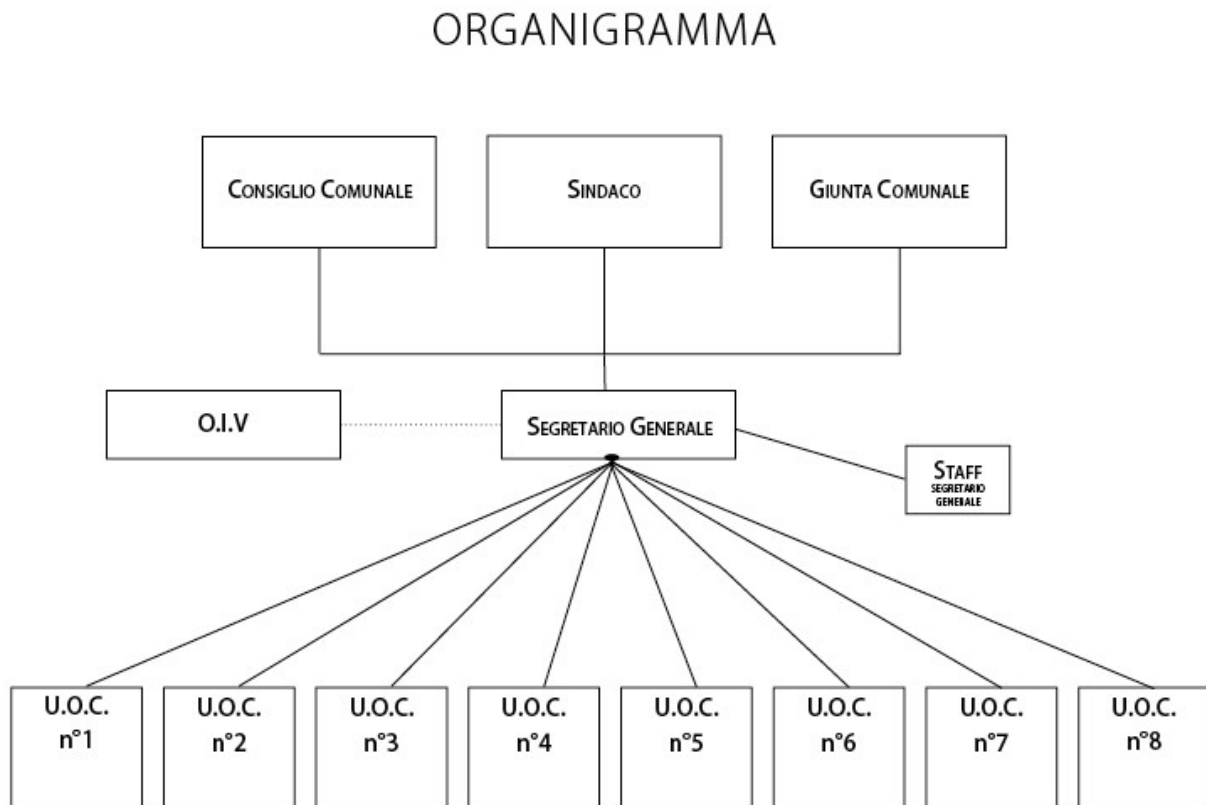 ORGANIGRAMMA
CONSIGLIO COMUNALE
SINDACO
GIUNTA COMUNALE
O.I.V
SEGRETARIO GENERALE
STAFF
SEGRETARIO
GENERALE
U.O.C.
n°1
U.O.C.
n°2
U.O.C.
n°3
U.O.C.
n°4
U.O.C.
n°5
U.O.C.
n°6
U.O.C.
n°7
U.O.C.
n°8